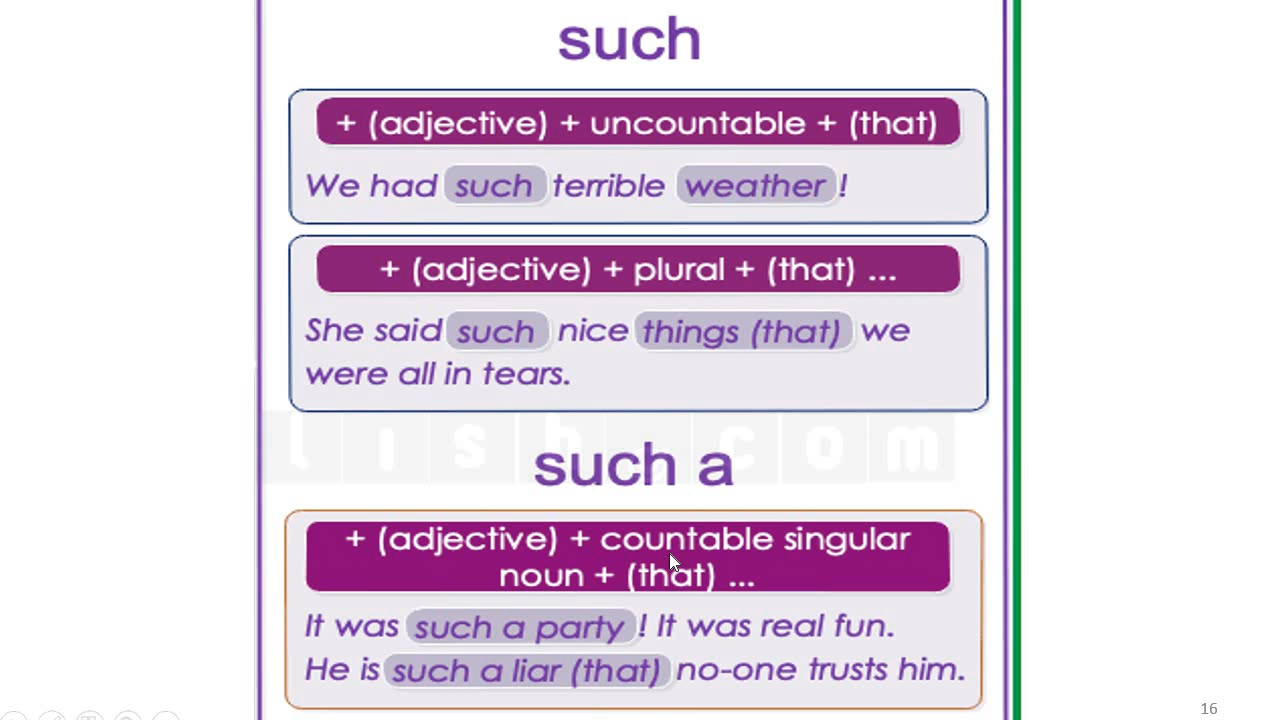 such
+ (adjective) + uncountable + (that)
We had such terrible weather !
+ (adjective) + plural + (that) ...
She said such nice things (that) we
were all in tears.
lish.com
such a
+ (adjective) + countable singular
noun + (that) ...
It was such a party ! It was real fun.
He is such a liar (that) no-one trusts him.
16